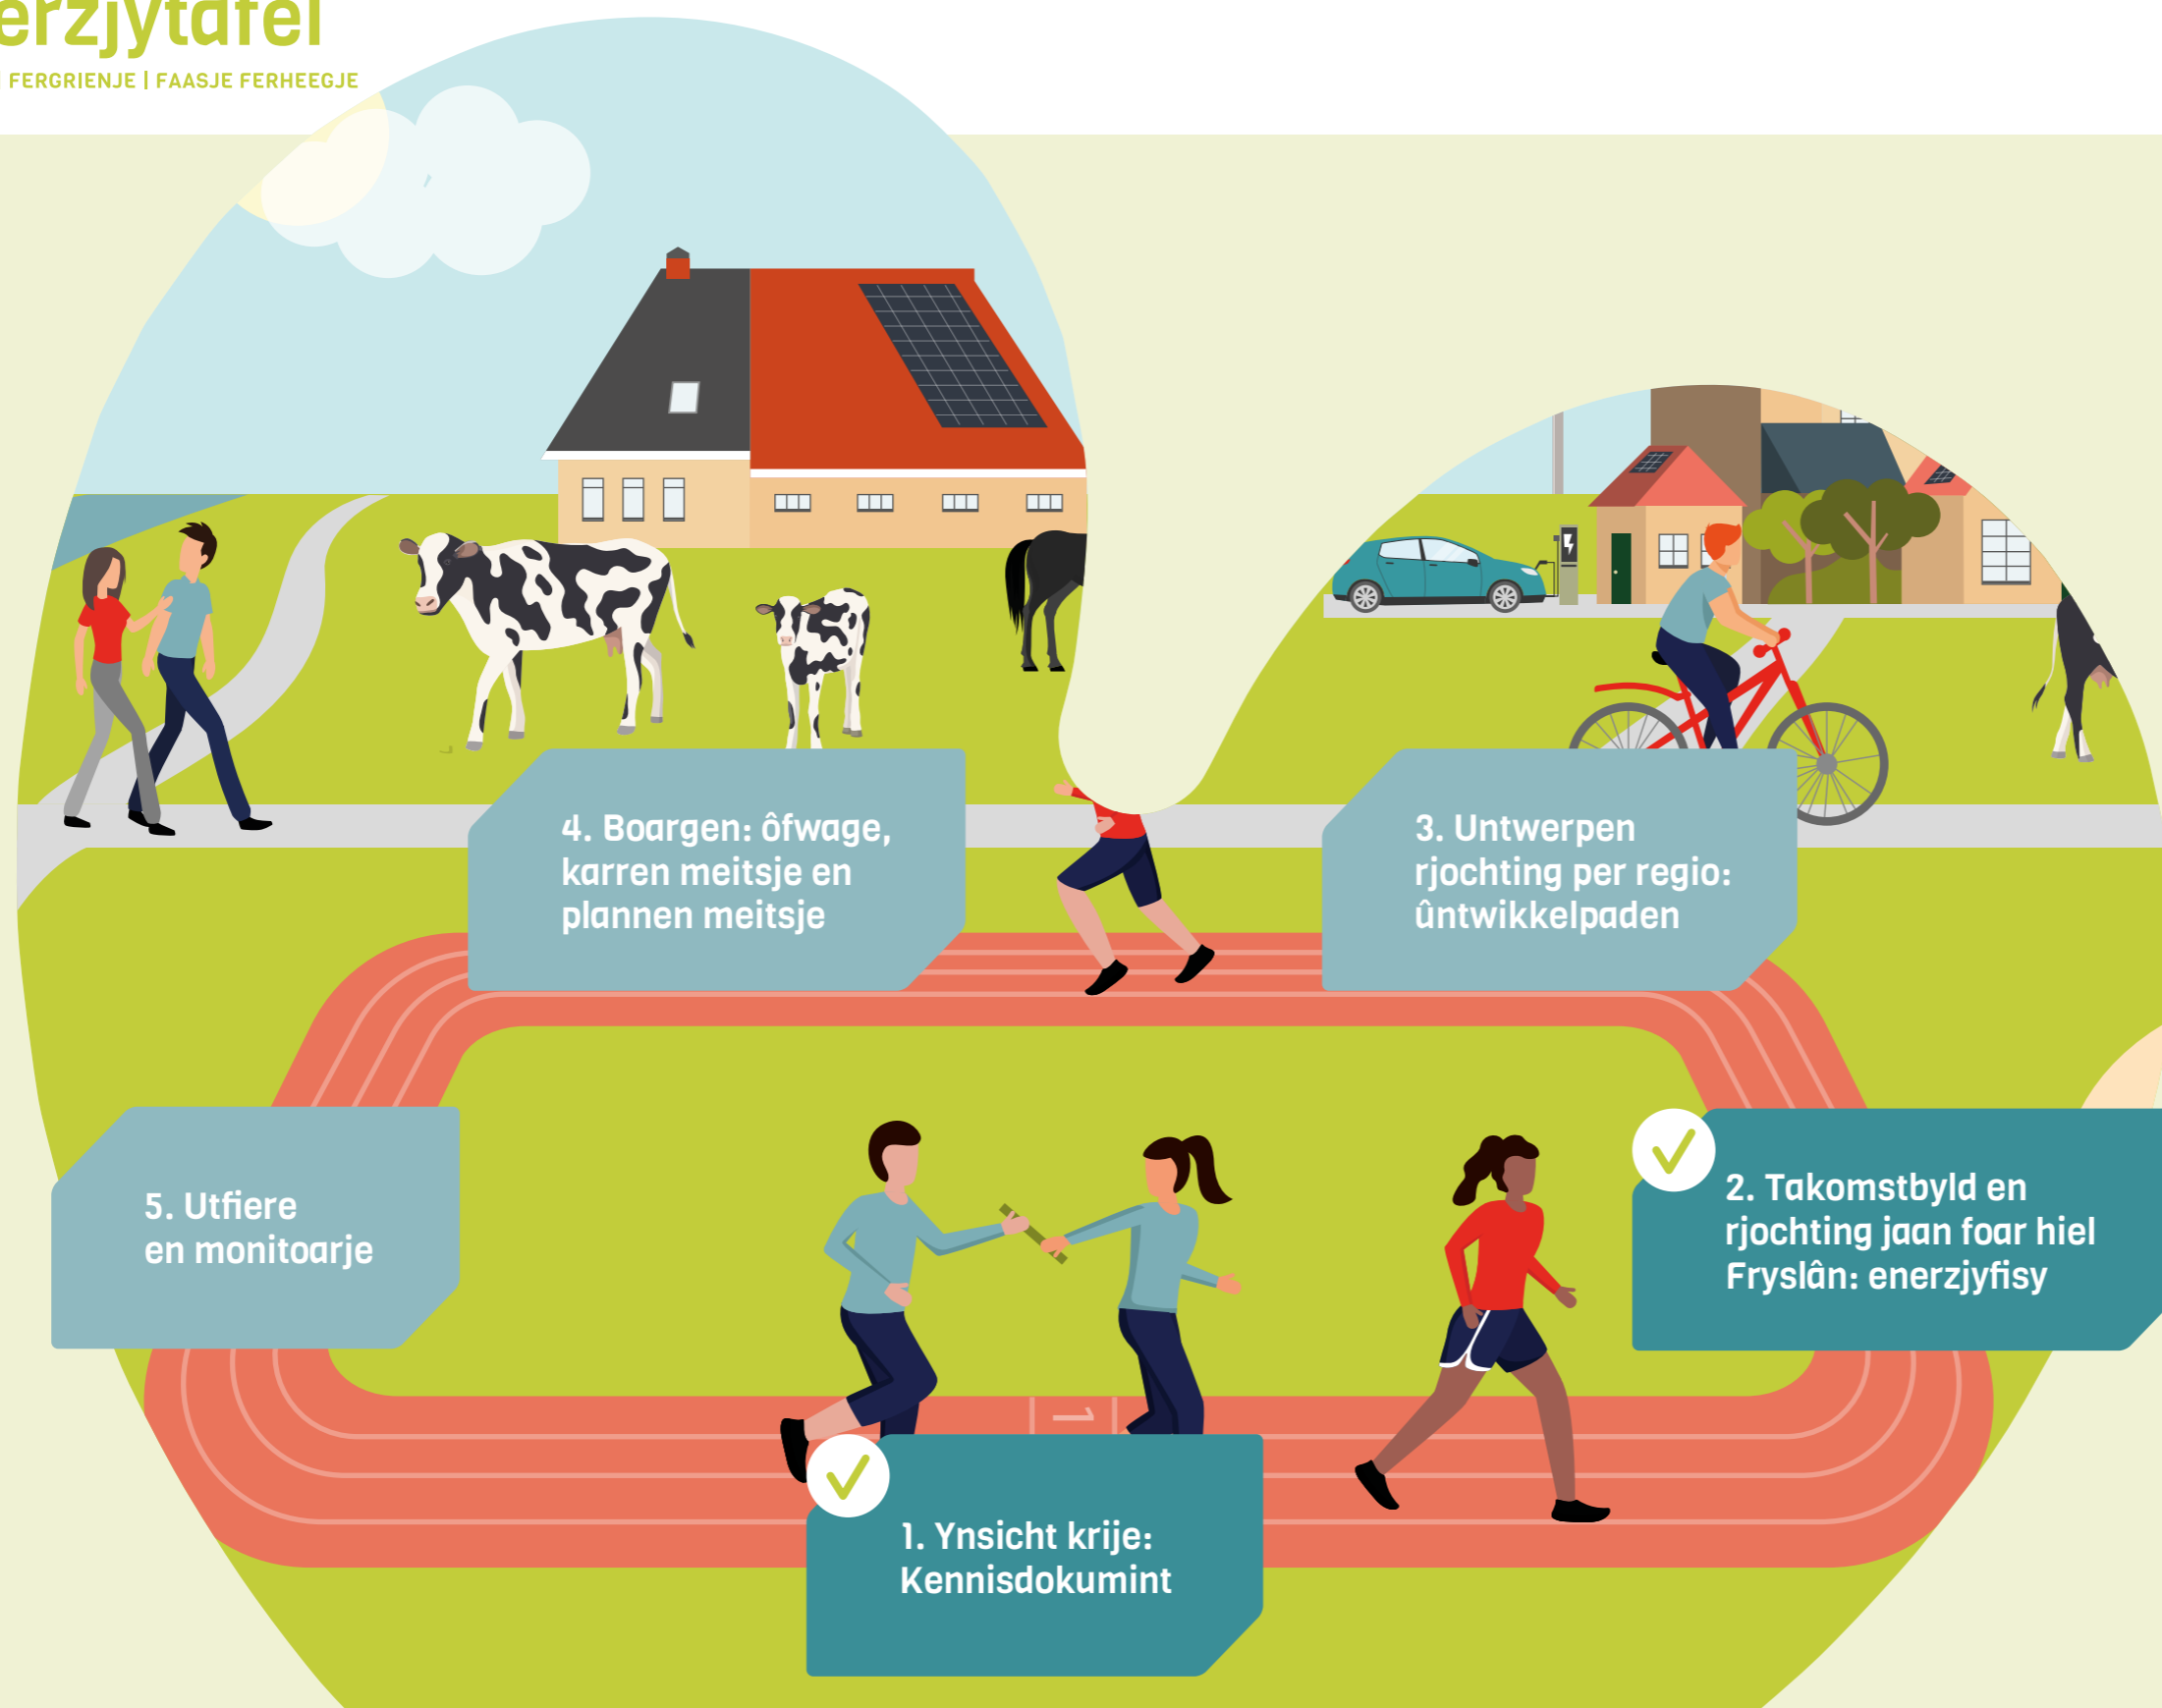 erzjytafel
FERGRIENJE | FAASJE FERHEEGJE
4. Boargen: ôfwage,
karren meitsje en
plannen meitsje
3. Untwerpen
rjochting per regio:
ûntwikkelpaden
5. Utfiere
en monitoarje
2. Takomstbyld en
rjochting jaan foar hiel
Fryslân: enerzjyfisy
1
1. Ynsicht krije:
Kennisdokumint